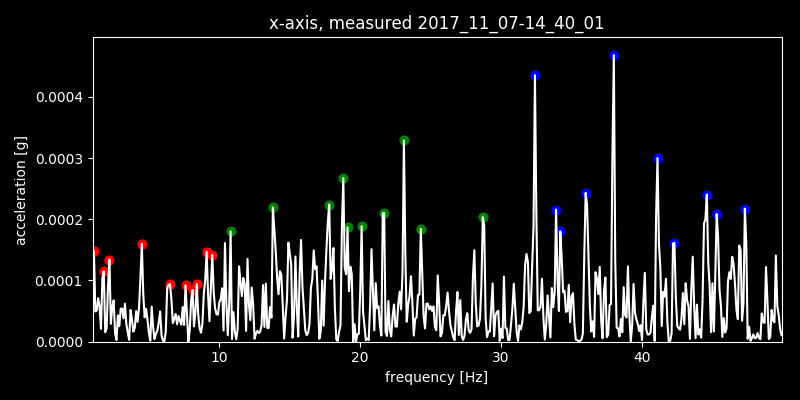 x-axis, measured 2017_11_07-14_40_01
acceleration [g]
0.0004
0.0003
0.0002
0.0001
0.0000
10 20 30 40
frequency [Hz]